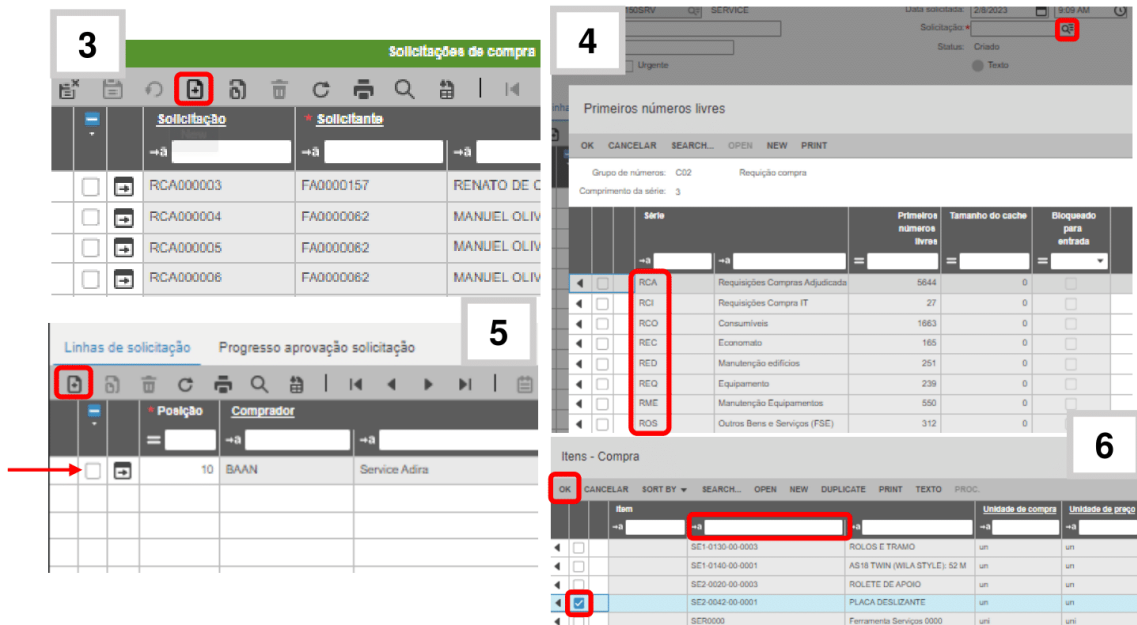 3
Solicitações de compra
Solicitação
* Solicitante
RCA000003 FA0000157 RENATO DE
RCA000004 FA0000062 MANUEL OLIV
RCA000005 FA0000062 MANUEL OLIV
RCA000006 FA0000062 MANUEL OLIV
4
150SRV SERVICE
Data solicitada: 2/8/2023 9:09 AM
Solicitação:*
Status: Criado
Urgente
Texto
Primeiros números livres
OK CANCELAR SEARCH... OPEN NEW PRINT
Grupo de números: C02 Requição compra
Comprimento da série: 3
Série Primeiros números livres Tamanho do cache Bloqueado para entrada
RCA Requisições Compras Adjudicada 5644 0
RCI Requisições Compras IT 27 0
RCO Consumíveis 1663 0
REC Economato 165 0
RED Manutenção edifícios 251 0
REQ Equipamento 239 0
RME Manutenção Equipamentos 550 0
ROS Outros Bens e Serviços (FSE) 312 0
5
Linhas de solicitação Progresso aprovação solicitação
* Posição Comprador
10 BAAN Service Adira
6
Itens - Compra
OK CANCELAR SORT BY SEARCH... OPEN NEW DUPLICATE PRINT TEXTO PROC.
Item Unidade de compra Unidade de preço
SE1-0130-00-0003 ROLOS E TRAMO un un
SE1-0140-00-0001 AS18 TWIN (WILA STYLE): 52 M un un
SE2-0020-00-0003 ROLETE DE APOIO un un
SE2-0042-00-0001 PLACA DESLIZANTE un un
SER0000 Ferramenta Serviços 0000 uni uni